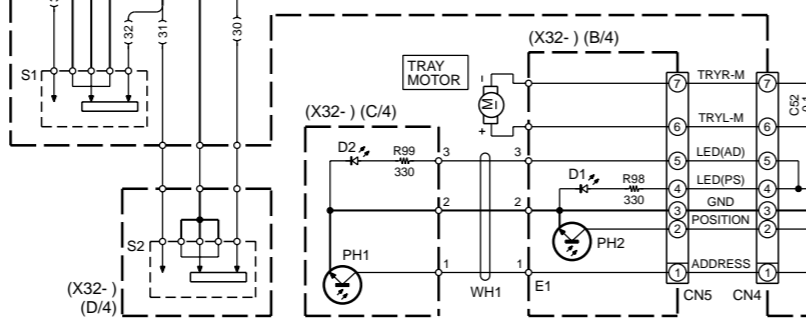 32
31
30
S1
(X32- ) (B/4)
TRAY
MOTOR
-
M
+
7
TRYR-M
7
C52
(X32- ) (C/4)
6
TRYL-M
6
D2
R99
330
3
3
5
LED(AD)
5
D1
R98
330
4
LED(PS)
4
2
2
3
GND
3
2
POSITION
2
S2
PH1
PH2
1
1
1
ADDRESS
1
WH1
E1
CN5
CN4
(X32- )
(D/4)